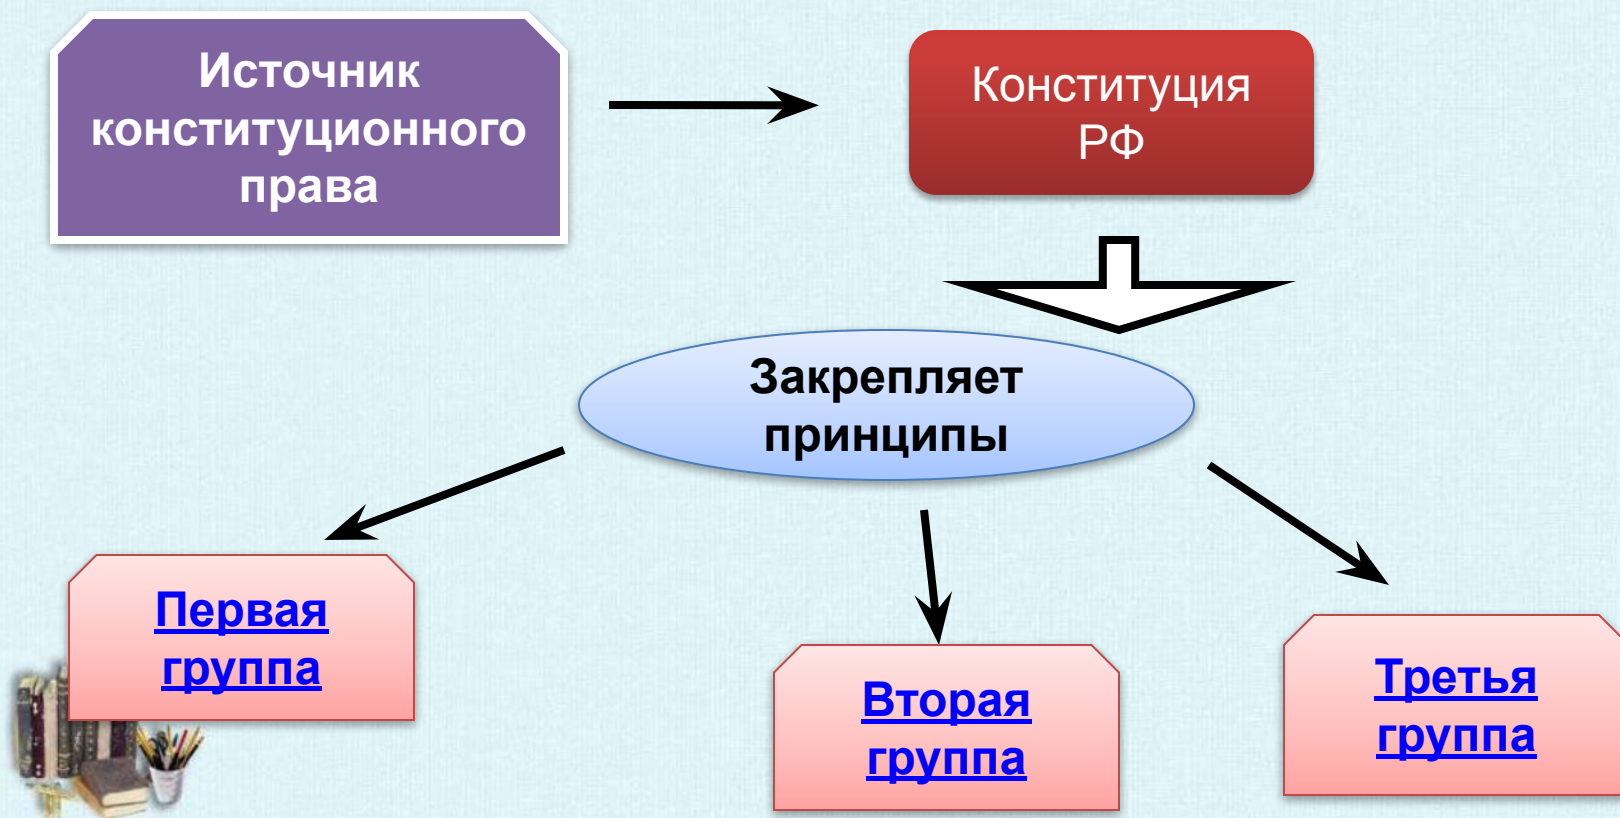 Источник
конституционного
права
Конституция
РФ
Закрепляет
принципы
Первая
группа
Вторая
группа
Третья
группа